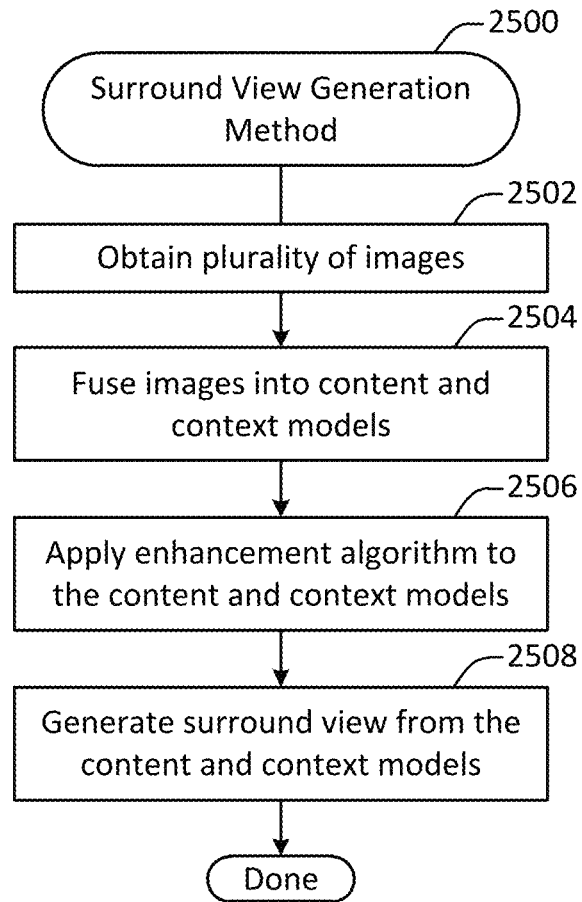 2500
Surround View Generation
Method
2502
Obtain plurality of images
2504
Fuse images into content and
context models
2506
Apply enhancement algorithm to
the content and context models
2508
Generate surround view from the
content and context models
Done